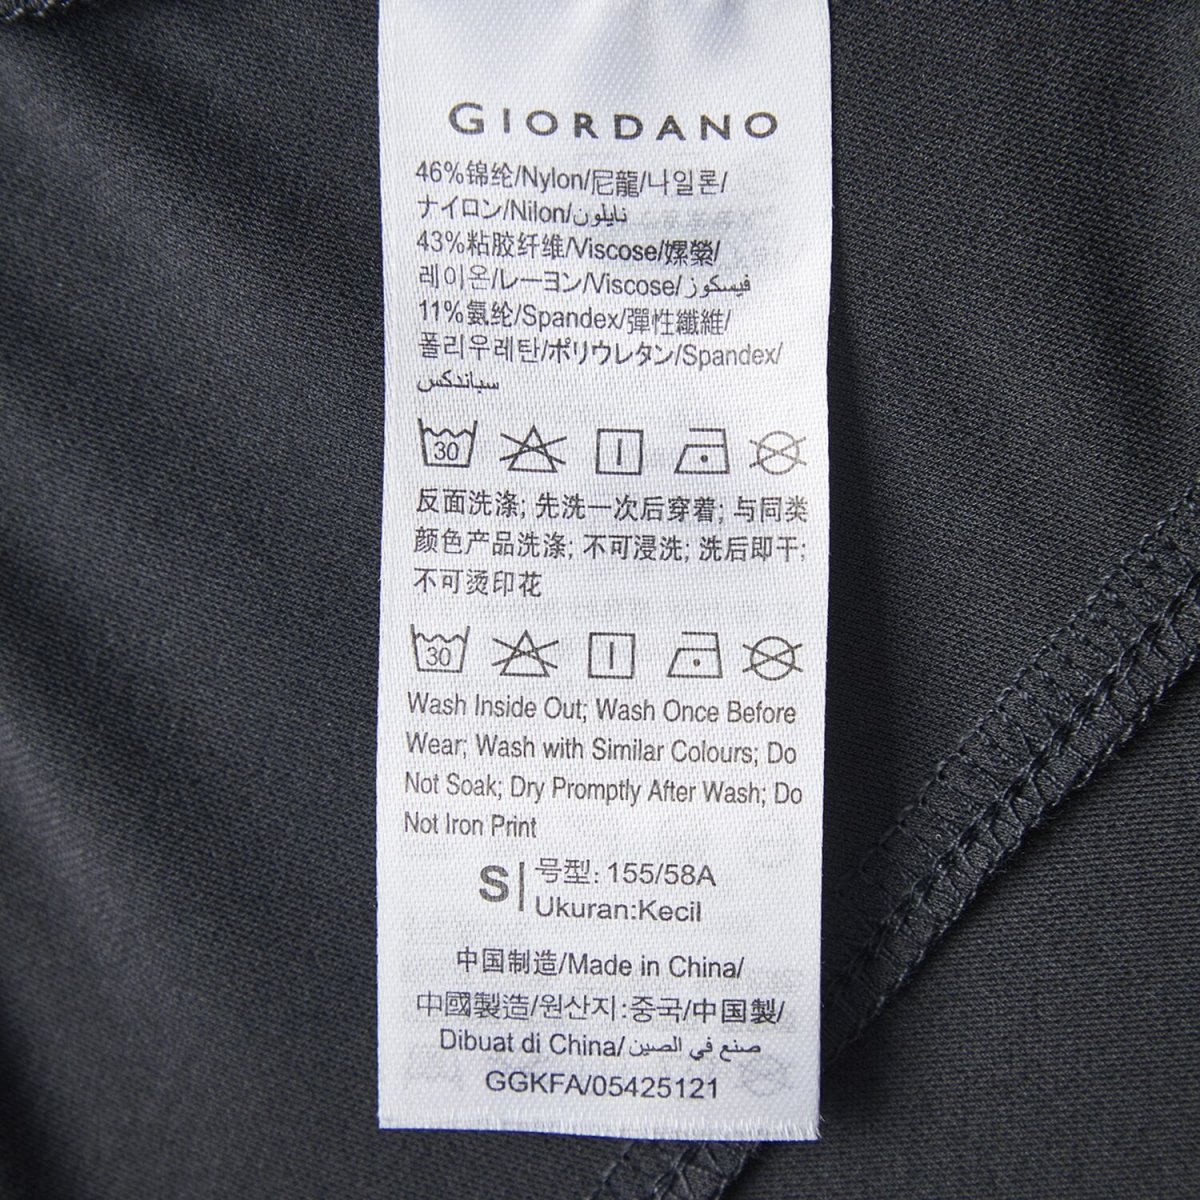 GIORDANO
46%锦纶/Nylon/尼龍/나일론/
ナイロン/Nilon/نايلون
43%粘胶纤维/Viscose/嫘縈/
레이온/レーヨン/Viscose/فيسكوز
11%氨纶/Spandex/彈性纖維/
폴리우레탄/ポリウレタン/Spandex/
سباندكس
30
反面洗涤; 先洗一次后穿着; 与同类
颜色产品洗涤; 不可浸洗; 洗后即干;
不可烫印花
30
Wash Inside Out; Wash Once Before
Wear; Wash with Similar Colours; Do
Not Soak; Dry Promptly After Wash; Do
Not Iron Print
S 号型: 155/58A
Ukuran:Kecil
中国制造/Made in China/
中國製造/원산지:중국/中国製/
Dibuat di China/صنع في الصين
GGKFA/05425121